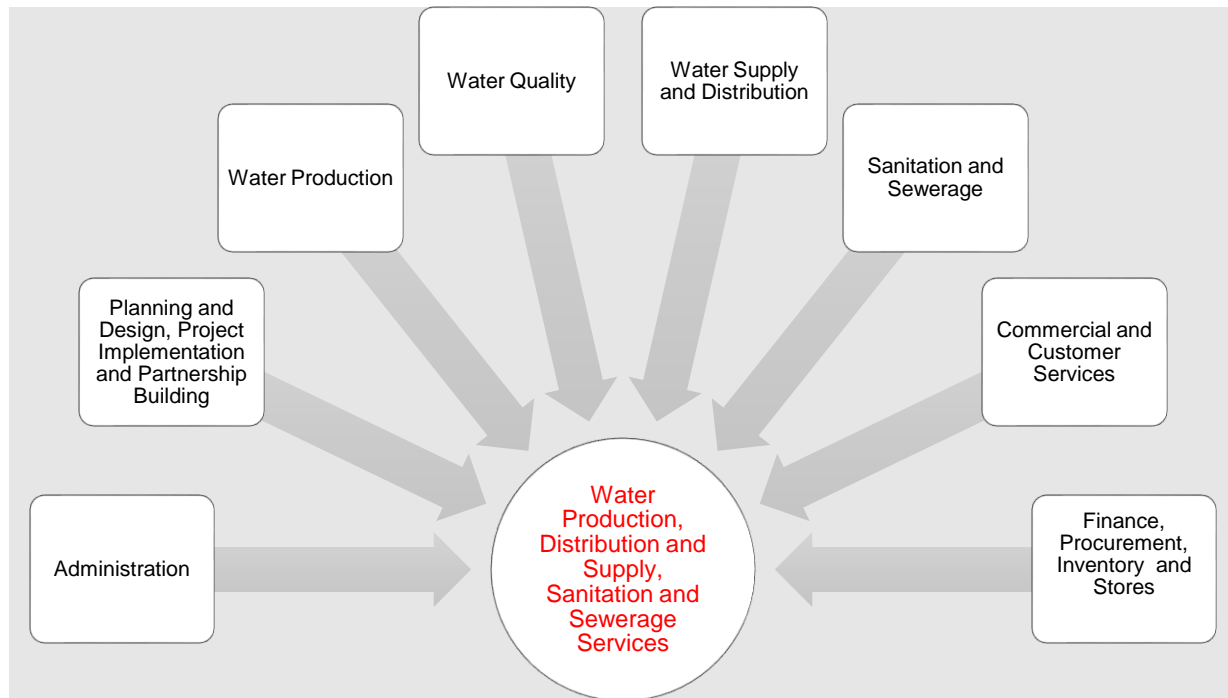 Water Quality
Water Supply
and Distribution
Water Production
Sanitation and
Sewerage
Planning and
Design, Project
Implementation
and Partnership
Building
Commercial and
Customer
Services
Administration
Water
Production,
Distribution and
Supply,
Sanitation and
Sewerage
Services
Finance,
Procurement,
Inventory and
Stores